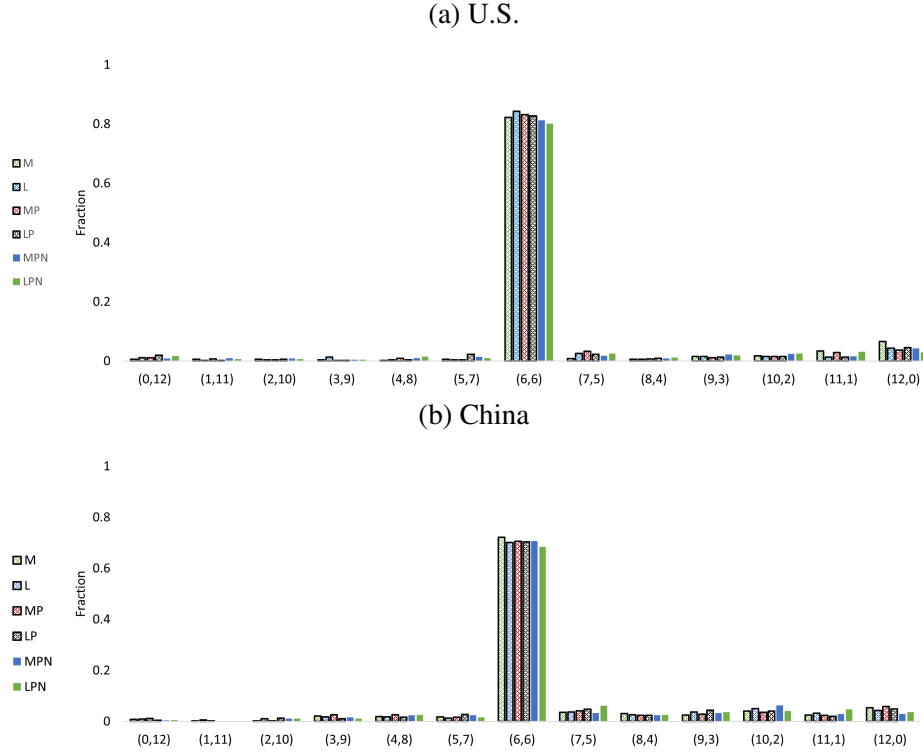 (a) U.S.
1
0.8
0.6
0.4
0.2
0
Fraction
M
L
MP
LP
MPN
LPN
(0,12) (1,11) (2,10) (3,9) (4,8) (5,7) (6,6) (7,5) (8,4) (9,3) (10,2) (11,1) (12,0)
(b) China
1
0.8
0.6
0.4
0.2
0
Fraction
M
L
MP
LP
MPN
LPN
(0,12) (1,11) (2,10) (3,9) (4,8) (5,7) (6,6) (7,5) (8,4) (9,3) (10,2) (11,1) (12,0)